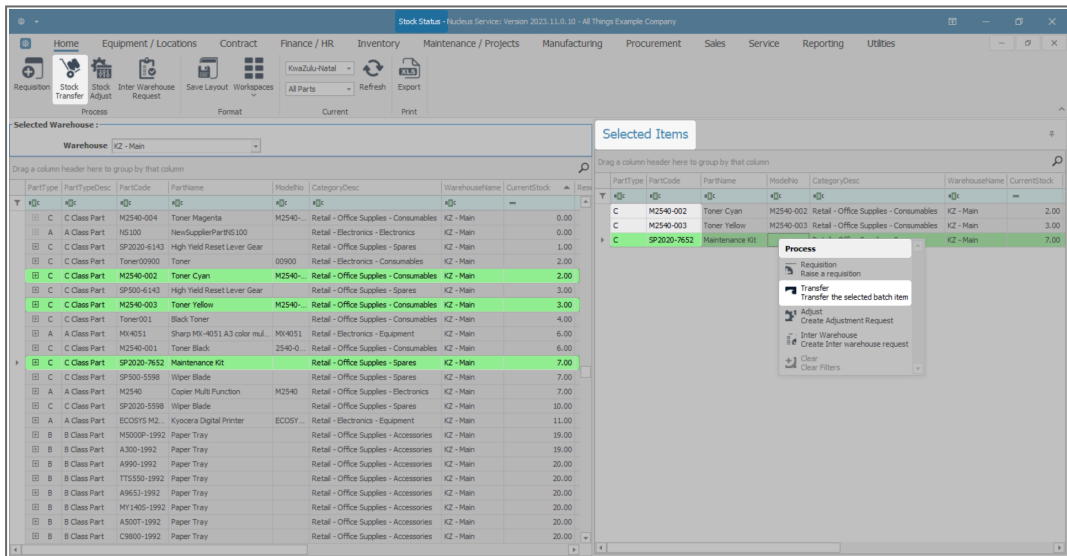 Stock Status - Nucleus Service: Version 2023.11.0.10 - All Things Example Company
Home Equipment / Locations Contract Finance / HR Inventory Maintenance / Projects Manufacturing Procurement Sales Service Reporting Utilities
Requisition Stock Transfer Stock Adjust Inter Warehouse Request Save Layout Workspaces KwaZulu-Natal All Parts Refresh Export
Process Format Current Print
Selected Warehouse :
Warehouse KZ - Main
Drag a column header here to group by that column
PartType PartTypeDesc PartCode PartName ModelNo CategoryDesc WarehouseName CurrentStock Rese
C C Class Part M2540-004 Toner Magenta M2540-... Retail - Office Supplies - Consumables KZ - Main 0.00
A A Class Part NS100 NewSupplierPartNS100 Retail - Electronics - Electronics KZ - Main 0.00
C C Class Part SP2020-6143 High Yield Reset Lever Gear Retail - Office Supplies - Spares KZ - Main 1.00
C C Class Part Toner00900 Toner 00900 Retail - Electronics - Consumables KZ - Main 2.00
C C Class Part M2540-002 Toner Cyan M2540-... Retail - Office Supplies - Consumables KZ - Main 2.00
C C Class Part SP500-6143 High Yield Reset Lever Gear Retail - Office Supplies - Spares KZ - Main 3.00
C C Class Part M2540-003 Toner Yellow M2540-... Retail - Office Supplies - Consumables KZ - Main 3.00
C C Class Part Toner001 Black Toner Retail - Office Supplies - Consumables KZ - Main 4.00
A A Class Part MX4051 Sharp MX-4051 A3 color mul... MX4051 Retail - Electronics - Equipment KZ - Main 6.00
C C Class Part M2540-001 Toner Black 2540-0... Retail - Office Supplies - Consumables KZ - Main 6.00
C C Class Part SP2020-7652 Maintenance Kit Retail - Office Supplies - Spares KZ - Main 7.00
C C Class Part SP500-5598 Wiper Blade Retail - Office Supplies - Spares KZ - Main 7.00
A A Class Part M2540 Copier Multi Function M2540 Retail - Office Supplies - Electronics KZ - Main 7.00
C C Class Part SP2020-5598 Wiper Blade Retail - Office Supplies - Spares KZ - Main 10.00
A A Class Part ECOSYS M2... Kyocera Digital Printer ECOSY... Retail - Electronics - Equipment KZ - Main 11.00
B B Class Part M5000P-1992 Paper Tray Retail - Office Supplies - Accessories KZ - Main 19.00
B B Class Part A300-1992 Paper Tray Retail - Office Supplies - Accessories KZ - Main 19.00
B B Class Part A990-1992 Paper Tray Retail - Office Supplies - Accessories KZ - Main 20.00
B B Class Part TTS550-1992 Paper Tray Retail - Office Supplies - Accessories KZ - Main 20.00
B B Class Part A965J-1992 Paper Tray Retail - Office Supplies - Accessories KZ - Main 20.00
B B Class Part MY140S-1992 Paper Tray Retail - Office Supplies - Accessories KZ - Main 20.00
B B Class Part A500T-1992 Paper Tray Retail - Office Supplies - Accessories KZ - Main 20.00
B B Class Part C9800-1992 Paper Tray Retail - Office Supplies - Accessories KZ - Main 20.00
Selected Items
Drag a column header here to group by that column
PartType PartCode PartName ModelNo CategoryDesc WarehouseName CurrentStock
C M2540-002 Toner Cyan M2540-002 Retail - Office Supplies - Consumables KZ - Main 2.00
C M2540-003 Toner Yellow M2540-003 Retail - Office Supplies - Consumables KZ - Main 3.00
C SP2020-7652 Maintenance Kit KZ - Main 7.00
Process
Requisition
Raise a requisition
Transfer
Transfer the selected batch item
Adjust
Create Adjustment Request
Inter Warehouse
Create Inter warehouse request
Clear
Clear Filters